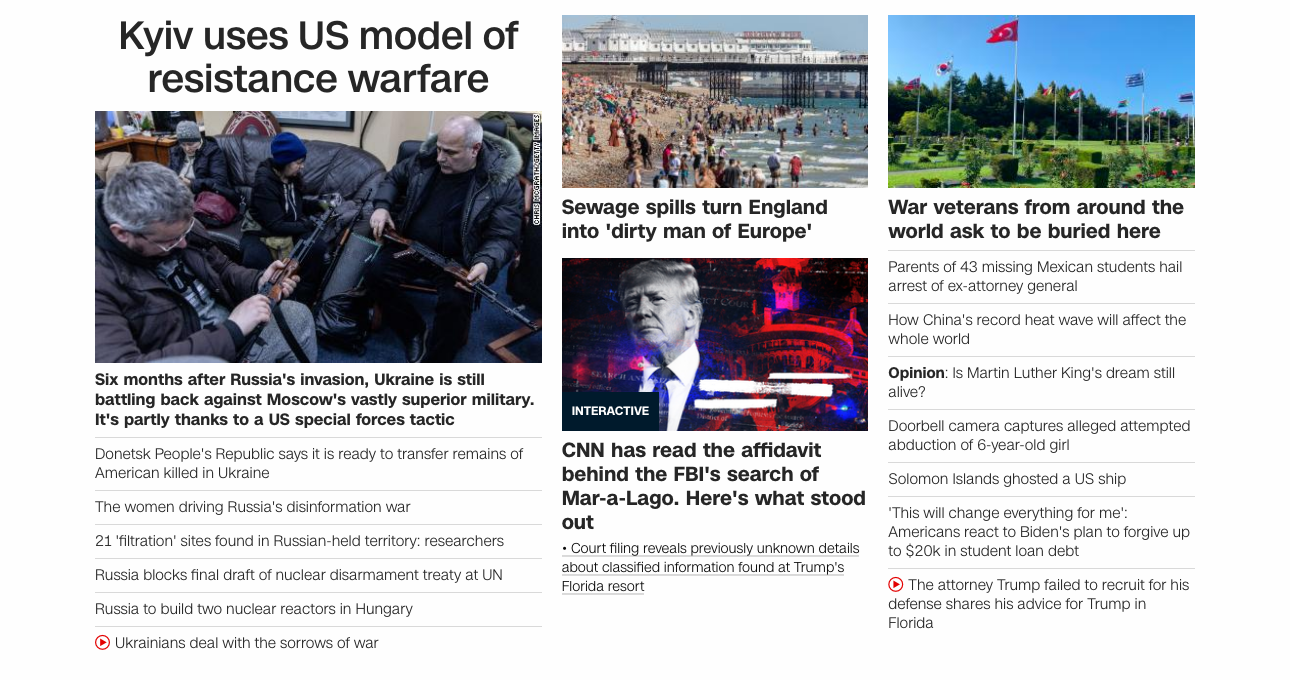 Kyiv uses US model of
resistance warfare
CHRIS MCGRATH/GETTY IMAGES
Six months after Russia's invasion, Ukraine is still
battling back against Moscow's vastly superior military.
It's partly thanks to a US special forces tactic
Donetsk People's Republic says it is ready to transfer remains of
American killed in Ukraine
The women driving Russia's disinformation war
21 'filtration' sites found in Russian-held territory: researchers
Russia blocks final draft of nuclear disarmament treaty at UN
Russia to build two nuclear reactors in Hungary
Ukrainians deal with the sorrows of war
Sewage spills turn England
into 'dirty man of Europe'
INTERACTIVE
CNN has read the affidavit
behind the FBI's search of
Mar-a-Lago. Here's what stood
out
• Court filing reveals previously unknown details
about classified information found at Trump's
Florida resort
War veterans from around the
world ask to be buried here
Parents of 43 missing Mexican students hail
arrest of ex-attorney general
How China's record heat wave will affect the
whole world
Opinion: Is Martin Luther King's dream still
alive?
Doorbell camera captures alleged attempted
abduction of 6-year-old girl
Solomon Islands ghosted a US ship
'This will change everything for me':
Americans react to Biden's plan to forgive up
to $20k in student loan debt
The attorney Trump failed to recruit for his
defense shares his advice for Trump in
Florida